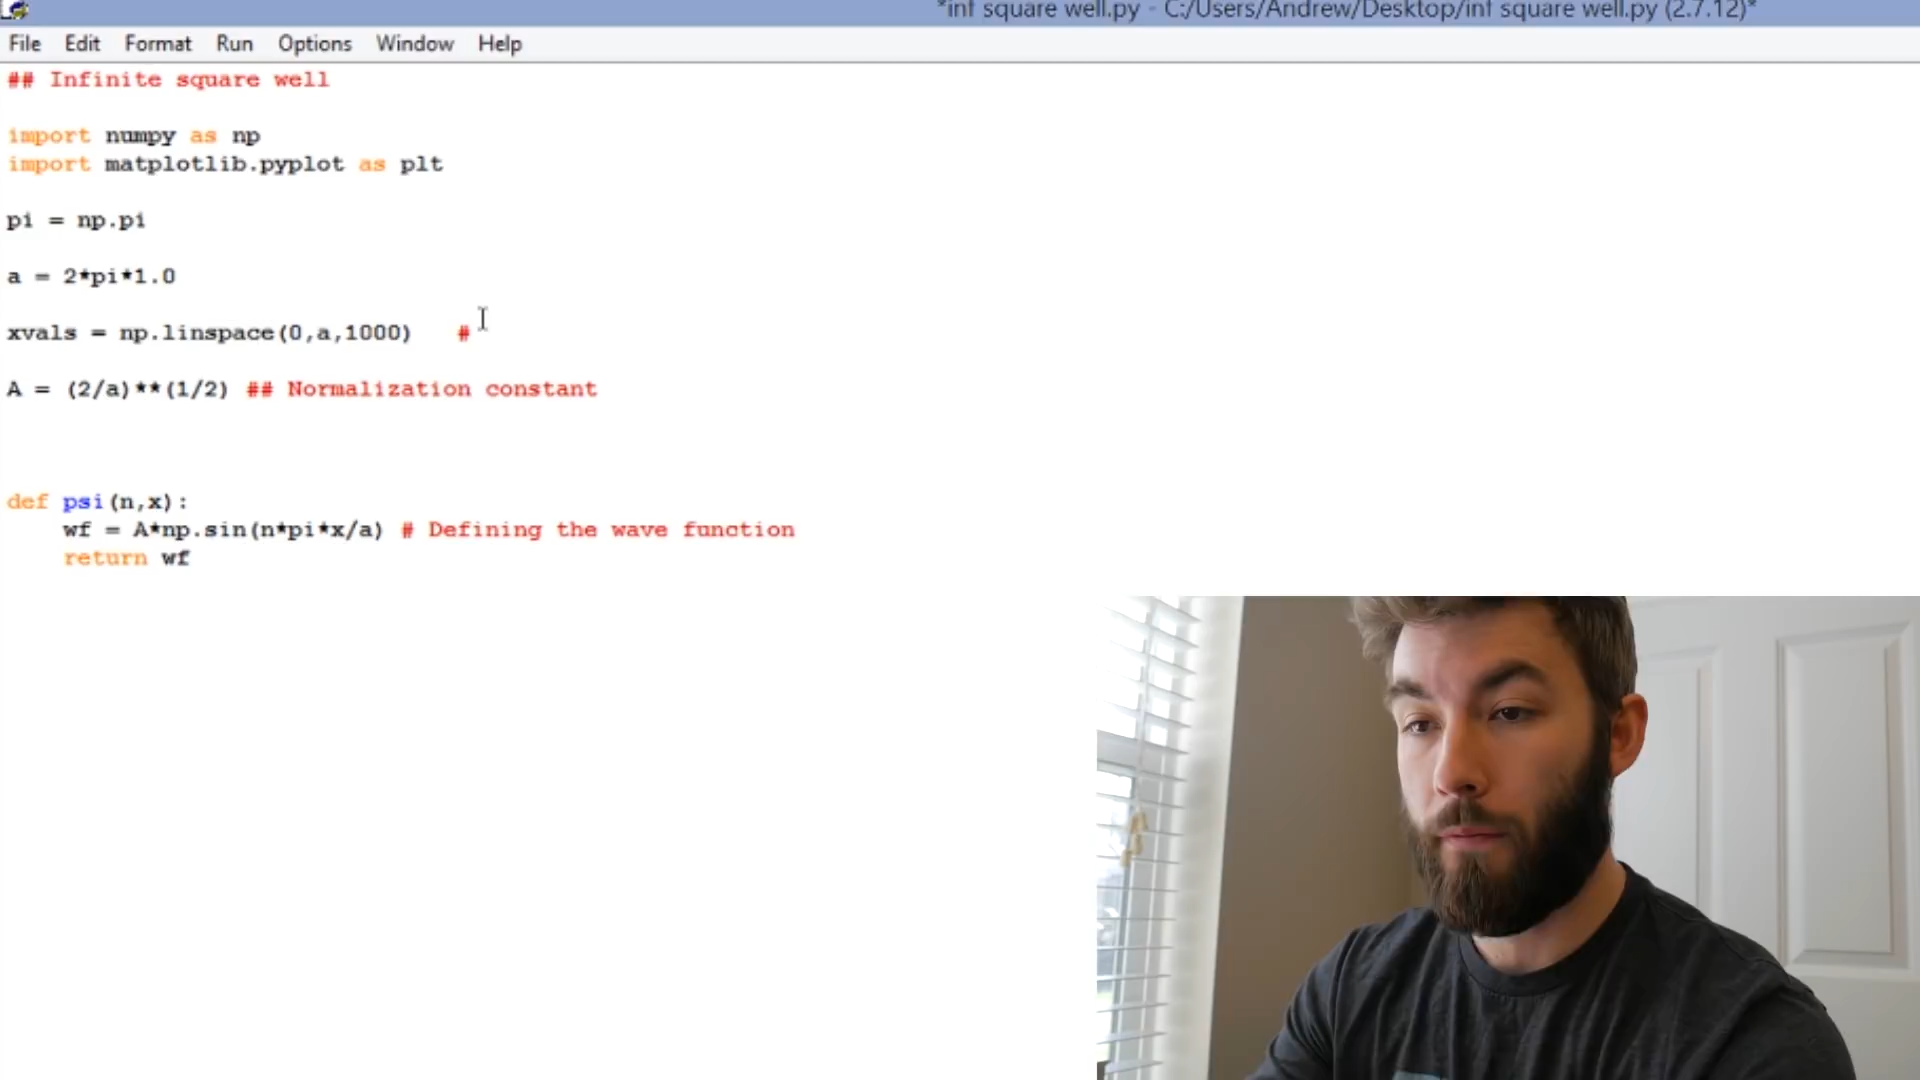 *inf square well.py - C:/Users/Andrew/Desktop/inf square well.py (2.7.12)*
File Edit Format Run Options Window Help
## Infinite square well
import numpy as np
import matplotlib.pyplot as plt
pi = np.pi
a = 2*pi*1.0
xvals = np.linspace(0,a,1000) #
A = (2/a)**(1/2) ## Normalization constant
def psi(n,x):
wf = A*np.sin(n*pi*x/a) # Defining the wave function
return wf